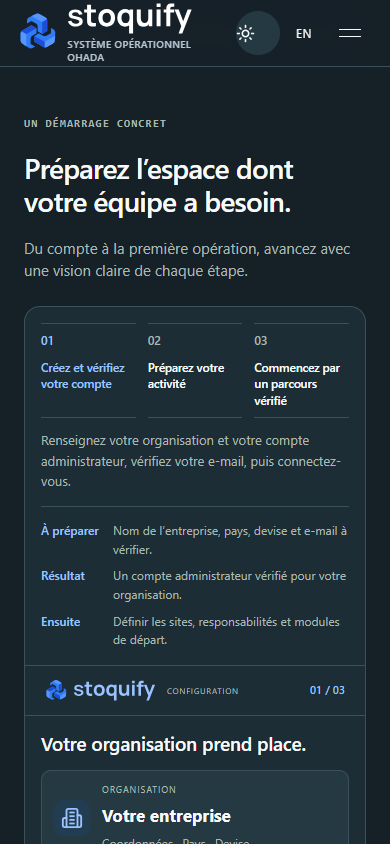 stoquify
SYSTÈME OPÉRATIONNEL
OHADA
EN
UN DÉMARRAGE CONCRET
Préparez l’espace dont
votre équipe a besoin.
Du compte à la première opération, avancez avec
une vision claire de chaque étape.
01
Créez et vérifiez
votre compte
02
Préparez votre
activité
03
Commencez par
un parcours
vérifié
Renseignez votre organisation et votre compte
administrateur, vérifiez votre e-mail, puis connectez-
vous.
À préparer
Nom de l’entreprise, pays, devise et e-mail à
vérifier.
Résultat
Un compte administrateur vérifié pour votre
organisation.
Ensuite
Définir les sites, responsabilités et modules
de départ.
stoquify CONFIGURATION 01 / 03
Votre organisation prend place.
ORGANISATION
Votre entreprise
Coordonnées · Pays · Devise